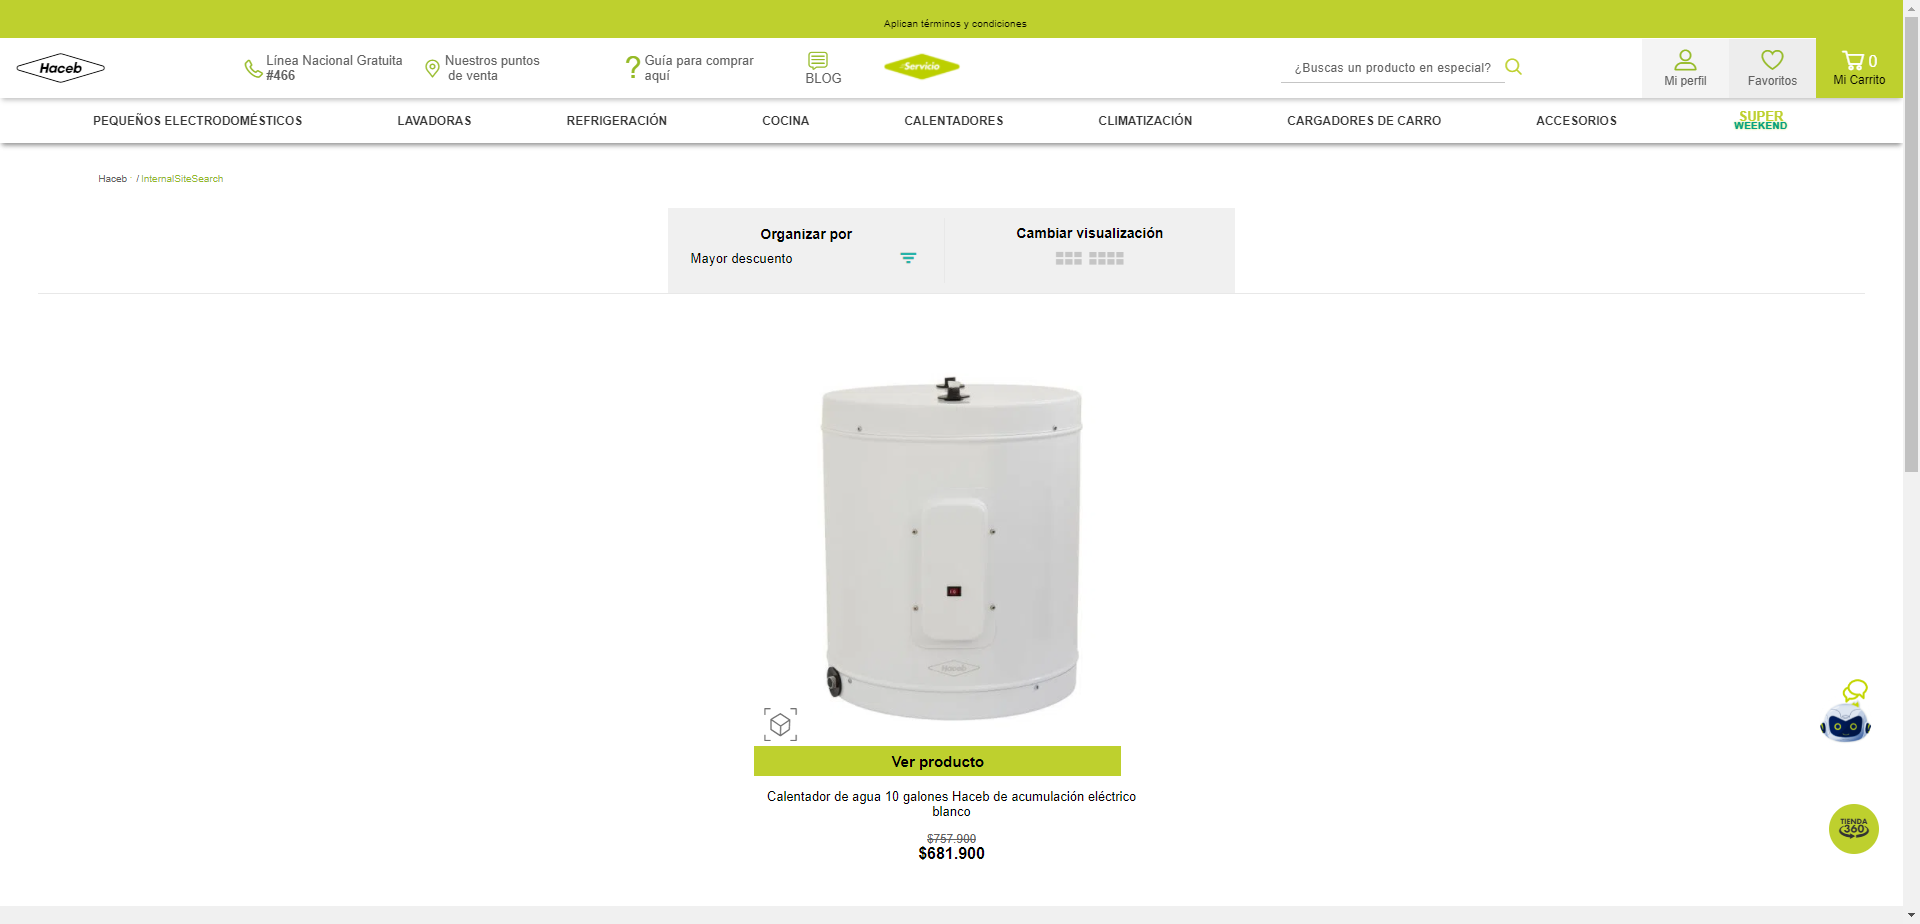 Aplican términos y condiciones
Haceb
Línea Nacional Gratuita
#466
Nuestros puntos
de venta
Guía para comprar
aquí
BLOG
Servicio
¿Buscas un producto en especial?
Mi perfil
Favoritos
0
Mi Carrito
PEQUEÑOS ELECTRODOMÉSTICOS
LAVADORAS
REFRIGERACIÓN
COCINA
CALENTADORES
CLIMATIZACIÓN
CARGADORES DE CARRO
ACCESORIOS
SUPER
WEEKEND
Haceb / InternalSiteSearch
Organizar por
Mayor descuento
Cambiar visualización
Haceb
Ver producto
Calentador de agua 10 galones Haceb de acumulación eléctrico
blanco
$757.900
$681.900
TIENDA
360